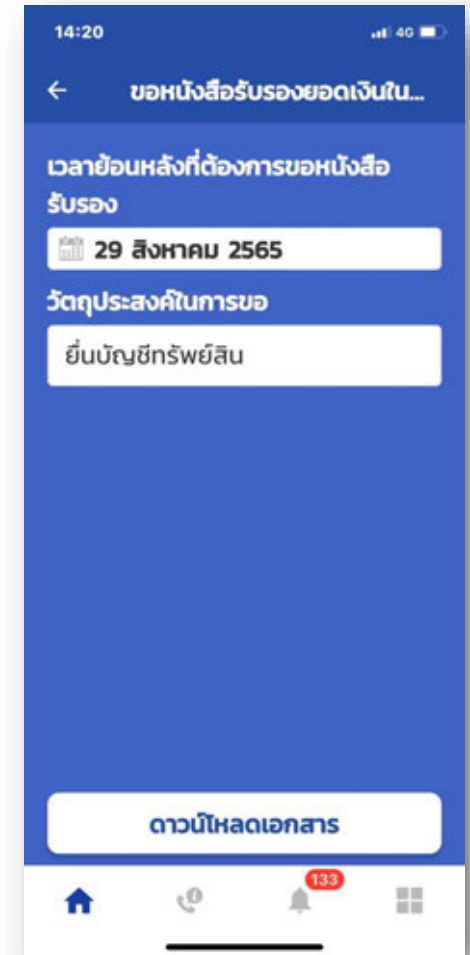 14:20
4G
ขอหนังสือรับรองยอดเงินใน...
เวลาย้อนหลังที่ต้องการขอหนังสือ
รับรอง
29 สิงหาคม 2565
วัตถุประสงค์ในการขอ
ยื่นบัญชีทรัพย์สิน
ดาวน์โหลดเอกสาร
133